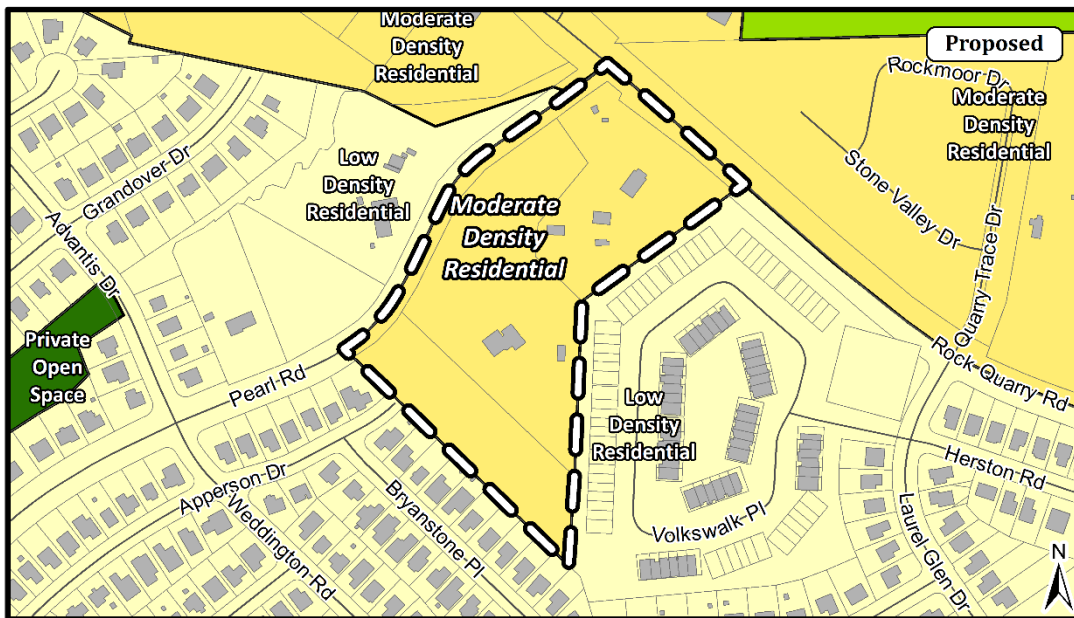 Moderate
Density
Residential
Proposed
Rockmoor-Dr
Moderate
Density
Residential
Stone-Valley-Dr
Quarry-Trace-Dr
Grandover-Dr
Low
Density
Residential
Advantis-Dr
Moderate
Density
Residential
Private
Open
Space
Pearl-Rd
Rock-Quarry-Rd
Low
Density
Residential
Apperson-Dr
Weddington-Rd
Bryanstone-Pl
Volkswalk-Pl
Herston-Rd
Laurel-Glen-Dr
N